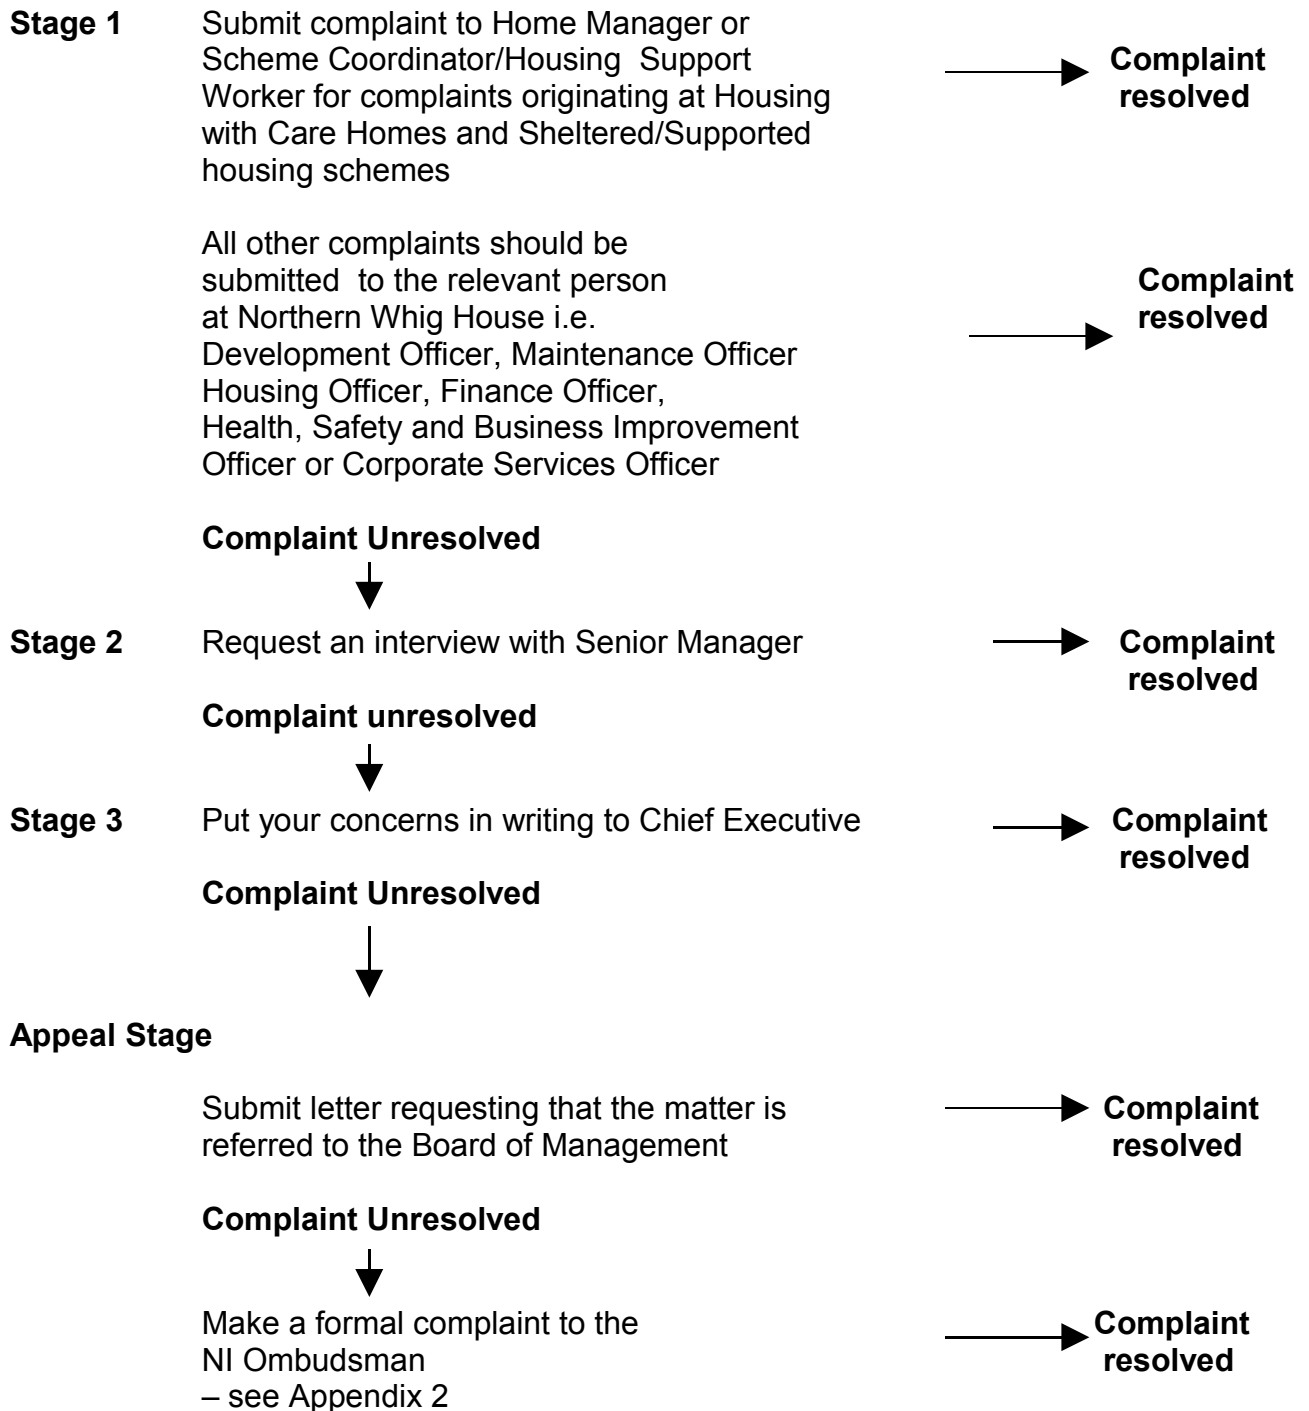 Stage 1 Submit complaint to Home Manager or
Scheme Coordinator/Housing Support
Worker for complaints originating at Housing
with Care Homes and Sheltered/Supported
housing schemes
Complaint
resolved
All other complaints should be
submitted to the relevant person
at Northern Whig House i.e.
Development Officer, Maintenance Officer
Housing Officer, Finance Officer,
Health, Safety and Business Improvement
Officer or Corporate Services Officer
Complaint
resolved
Complaint Unresolved
Stage 2 Request an interview with Senior Manager
Complaint
resolved
Complaint unresolved
Stage 3 Put your concerns in writing to Chief Executive
Complaint
resolved
Complaint Unresolved
Appeal Stage
Submit letter requesting that the matter is
referred to the Board of Management
Complaint
resolved
Complaint Unresolved
Make a formal complaint to the
NI Ombudsman
– see Appendix 2
Complaint
resolved